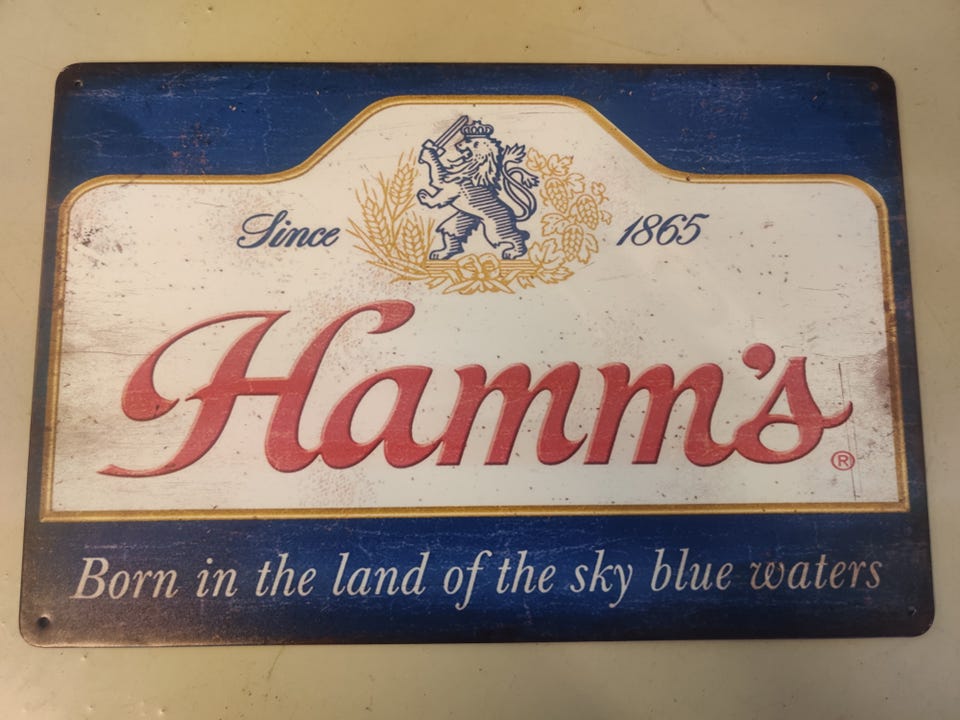 Since 1865
Hamm's
®
Born in the land of the sky blue waters